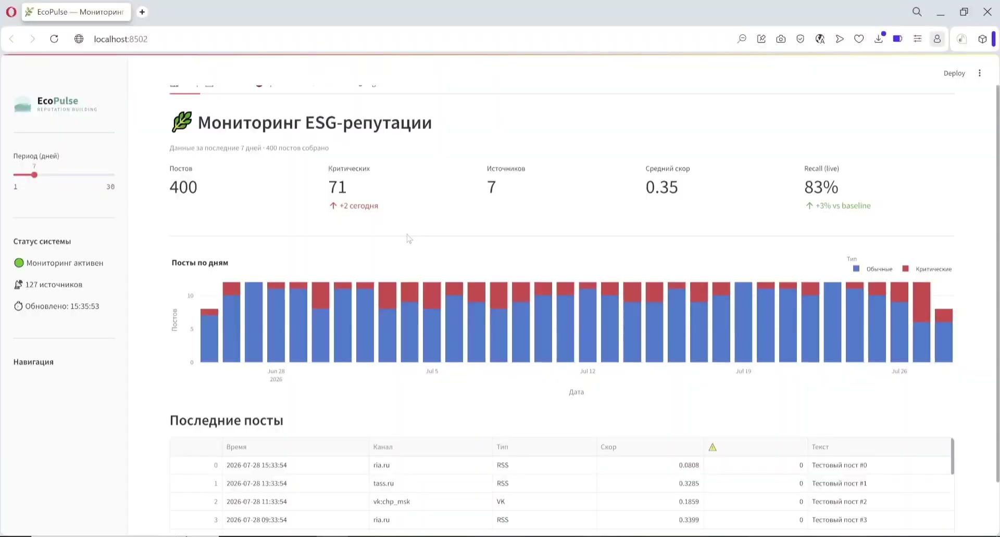 EcoPulse — Мониторинг
localhost:8502
Deploy
EcoPulse
REPUTATION BUILDING
Период (дней)
7
1 30
Статус системы
Мониторинг активен
127 источников
Обновлено: 15:35:53
Навигация
Мониторинг ESG-репутации
Данные за последние 7 дней · 400 постов собрано
Постов Критических Источников Средний скор Recall (live)
400 71 7 0.35 83%
+2 сегодня +3% vs baseline
Посты по дням
Тип
Обычные Критические
Постов
10
5
0
Jun 28 Jul 5 Jul 12 Jul 19 Jul 26
2026
Дата
Последние посты
Время Канал Тип Скор Текст
0 2026-07-28 15:33:54 ria.ru RSS 0.0808 0 Тестовый пост #0
1 2026-07-28 13:33:54 tass.ru RSS 0.3285 0 Тестовый пост #1
2 2026-07-28 11:33:54 vk:chp_msk VK 0.1859 0 Тестовый пост #2
3 2026-07-28 09:33:54 ria.ru RSS 0.3399 0 Тестовый пост #3